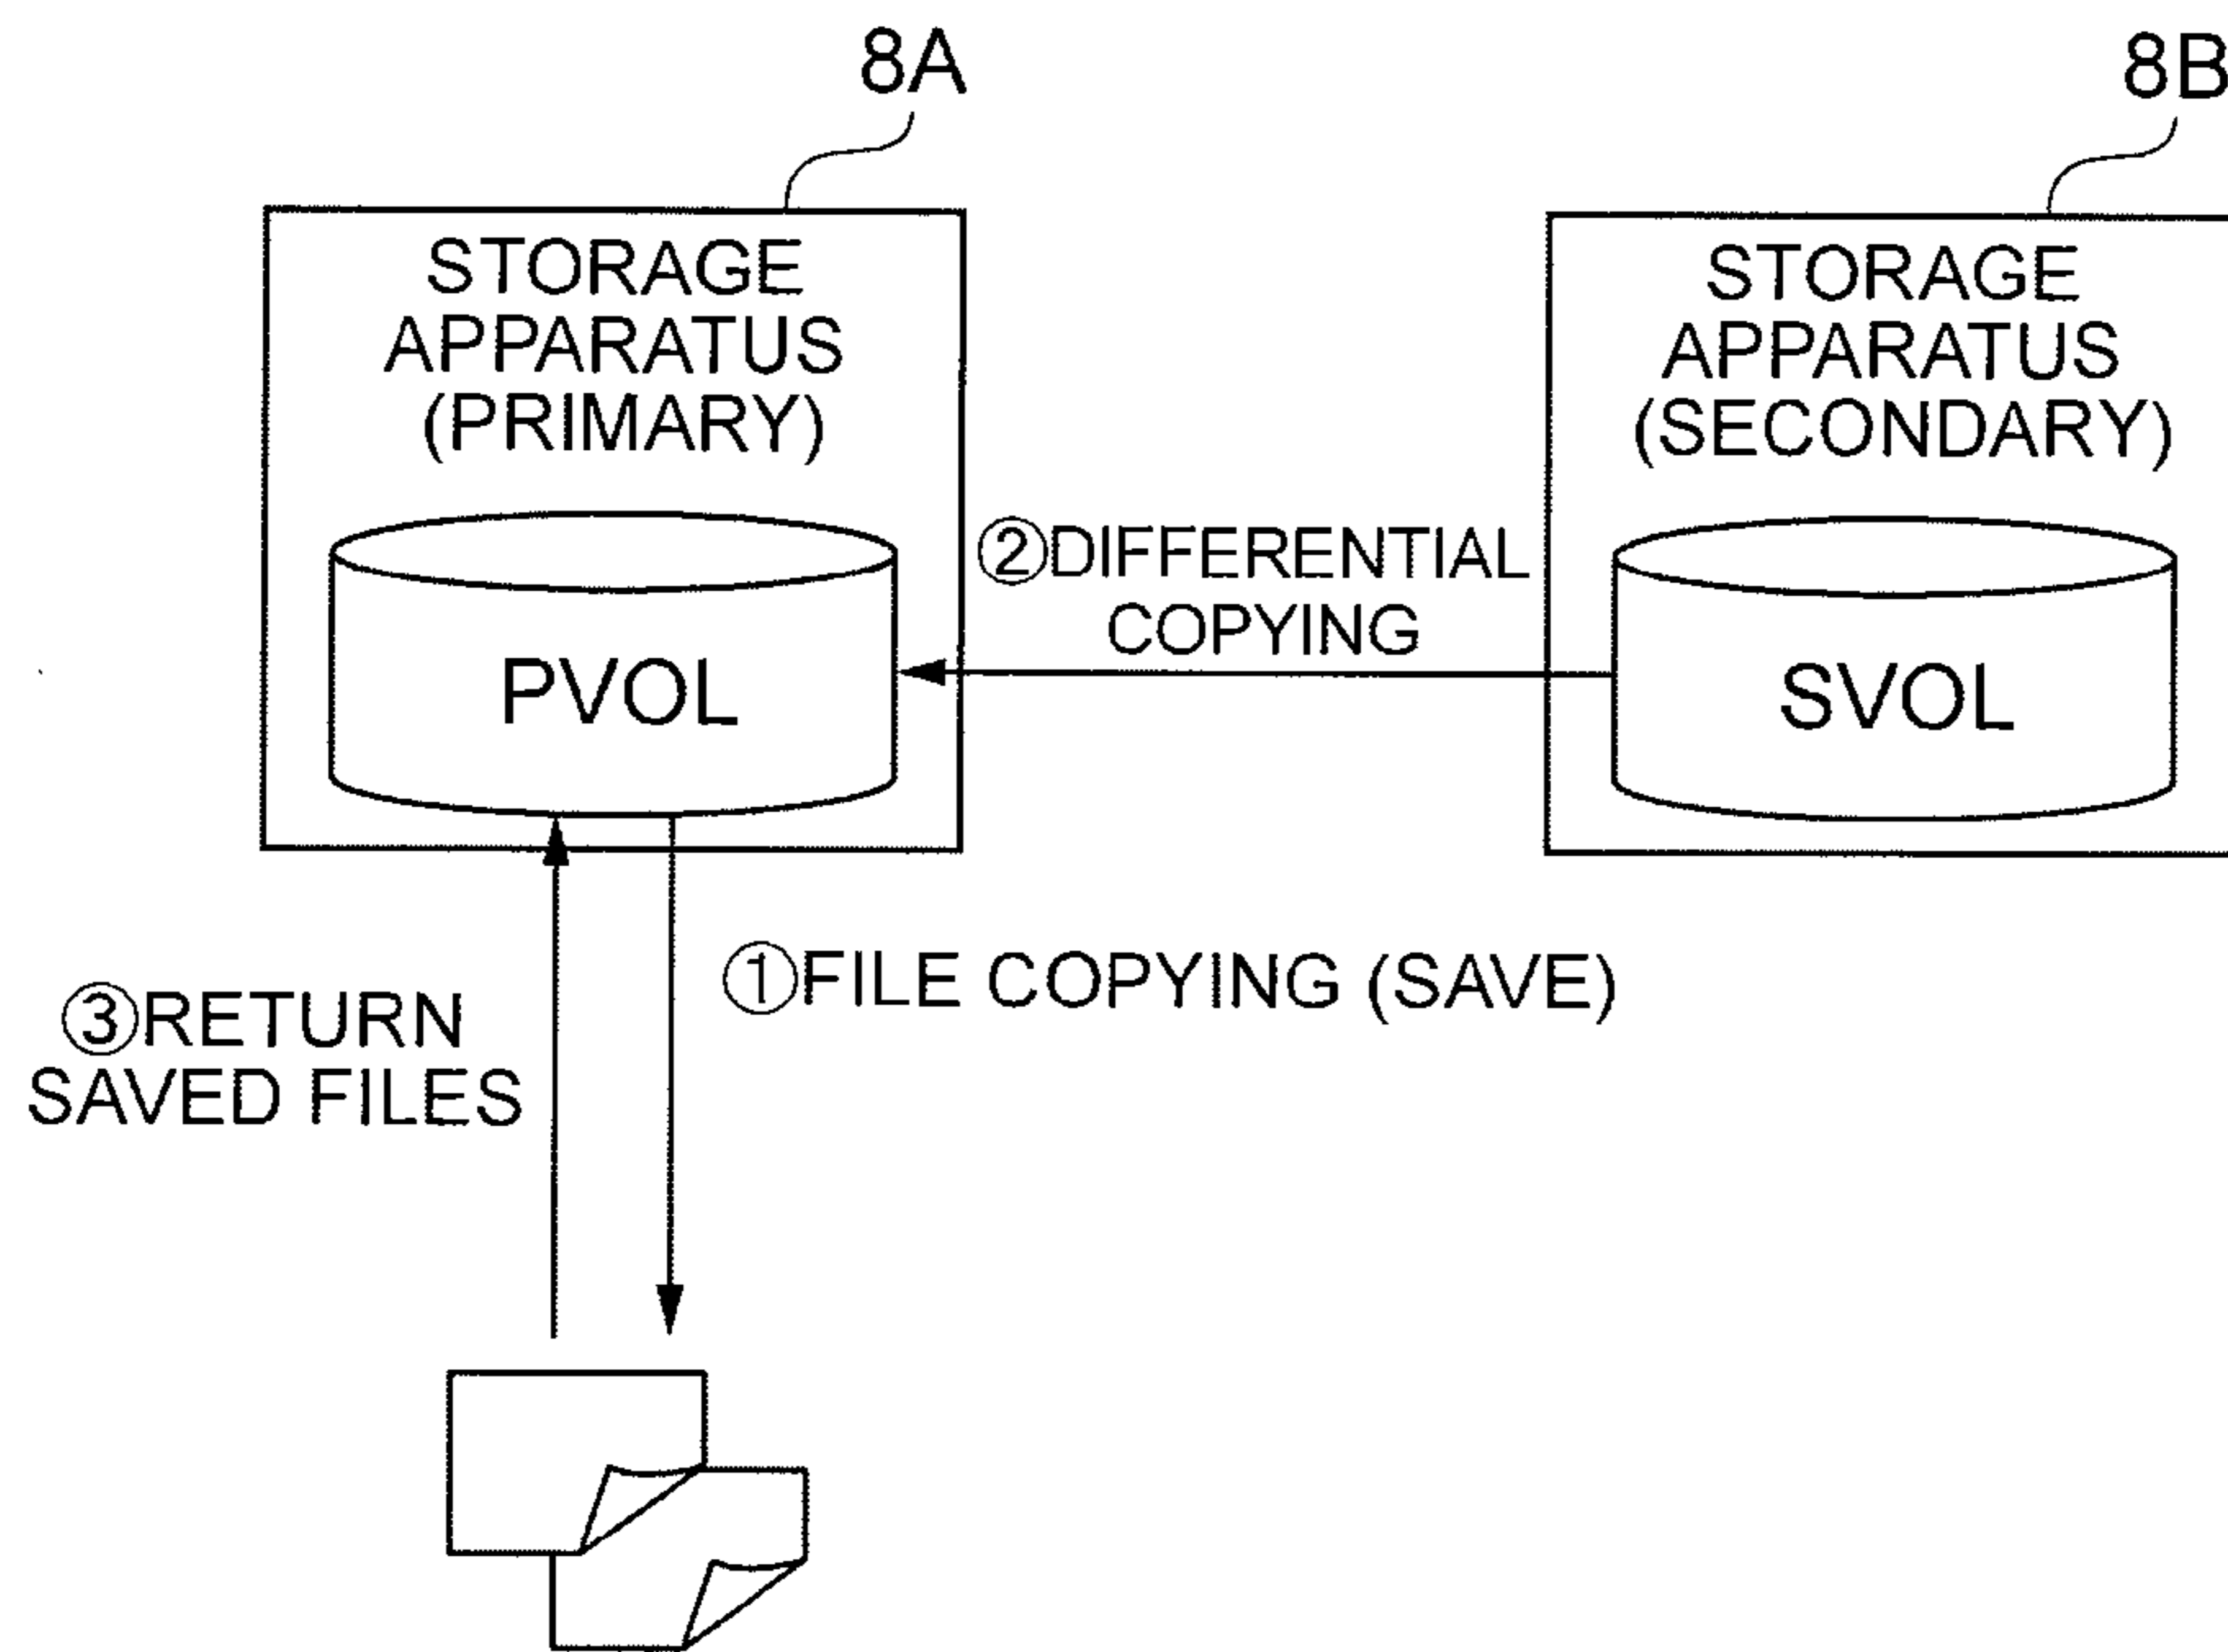 8A
8B
STORAGE
APPARATUS
(PRIMARY)
STORAGE
APPARATUS
(SECONDARY)
②DIFFERENTIAL
COPYING
PVOL
SVOL
①FILE COPYING (SAVE)
③RETURN
SAVED FILES